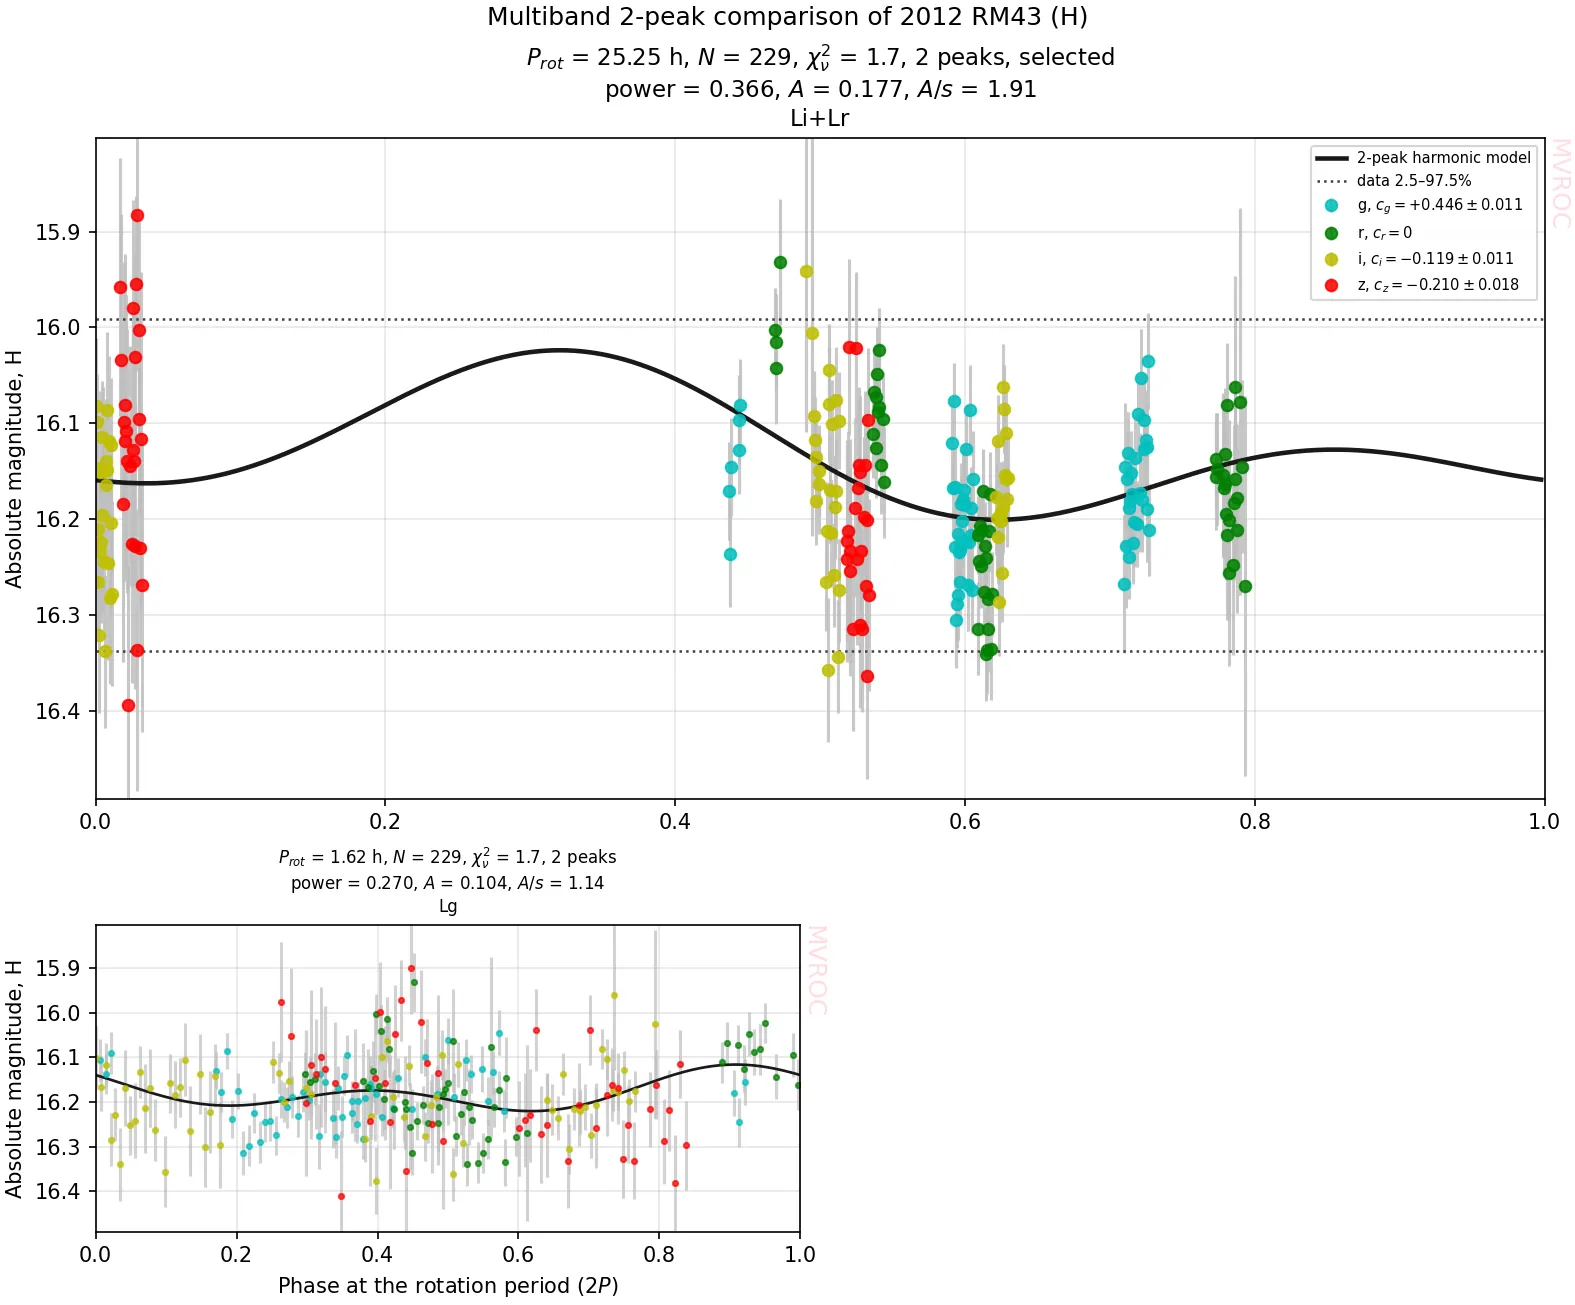 Multiband 2-peak comparison of 2012 RM43 (H)
P_rot = 25.25 h, N = 229, χ²_ν = 1.7, 2 peaks, selected
power = 0.366, A = 0.177, A/s = 1.91
Li+Lr
2-peak harmonic model
data 2.5–97.5%
g, c_g = +0.446 ± 0.011
r, c_r = 0
i, c_i = −0.119 ± 0.011
z, c_z = −0.210 ± 0.018
MVROC
Absolute magnitude, H
15.9
16.0
16.1
16.2
16.3
16.4
0.0 0.2 0.4 0.6 0.8 1.0
P_rot = 1.62 h, N = 229, χ²_ν = 1.7, 2 peaks
power = 0.270, A = 0.104, A/s = 1.14
Lg
MVROC
Absolute magnitude, H
15.9
16.0
16.1
16.2
16.3
16.4
0.0 0.2 0.4 0.6 0.8 1.0
Phase at the rotation period (2P)